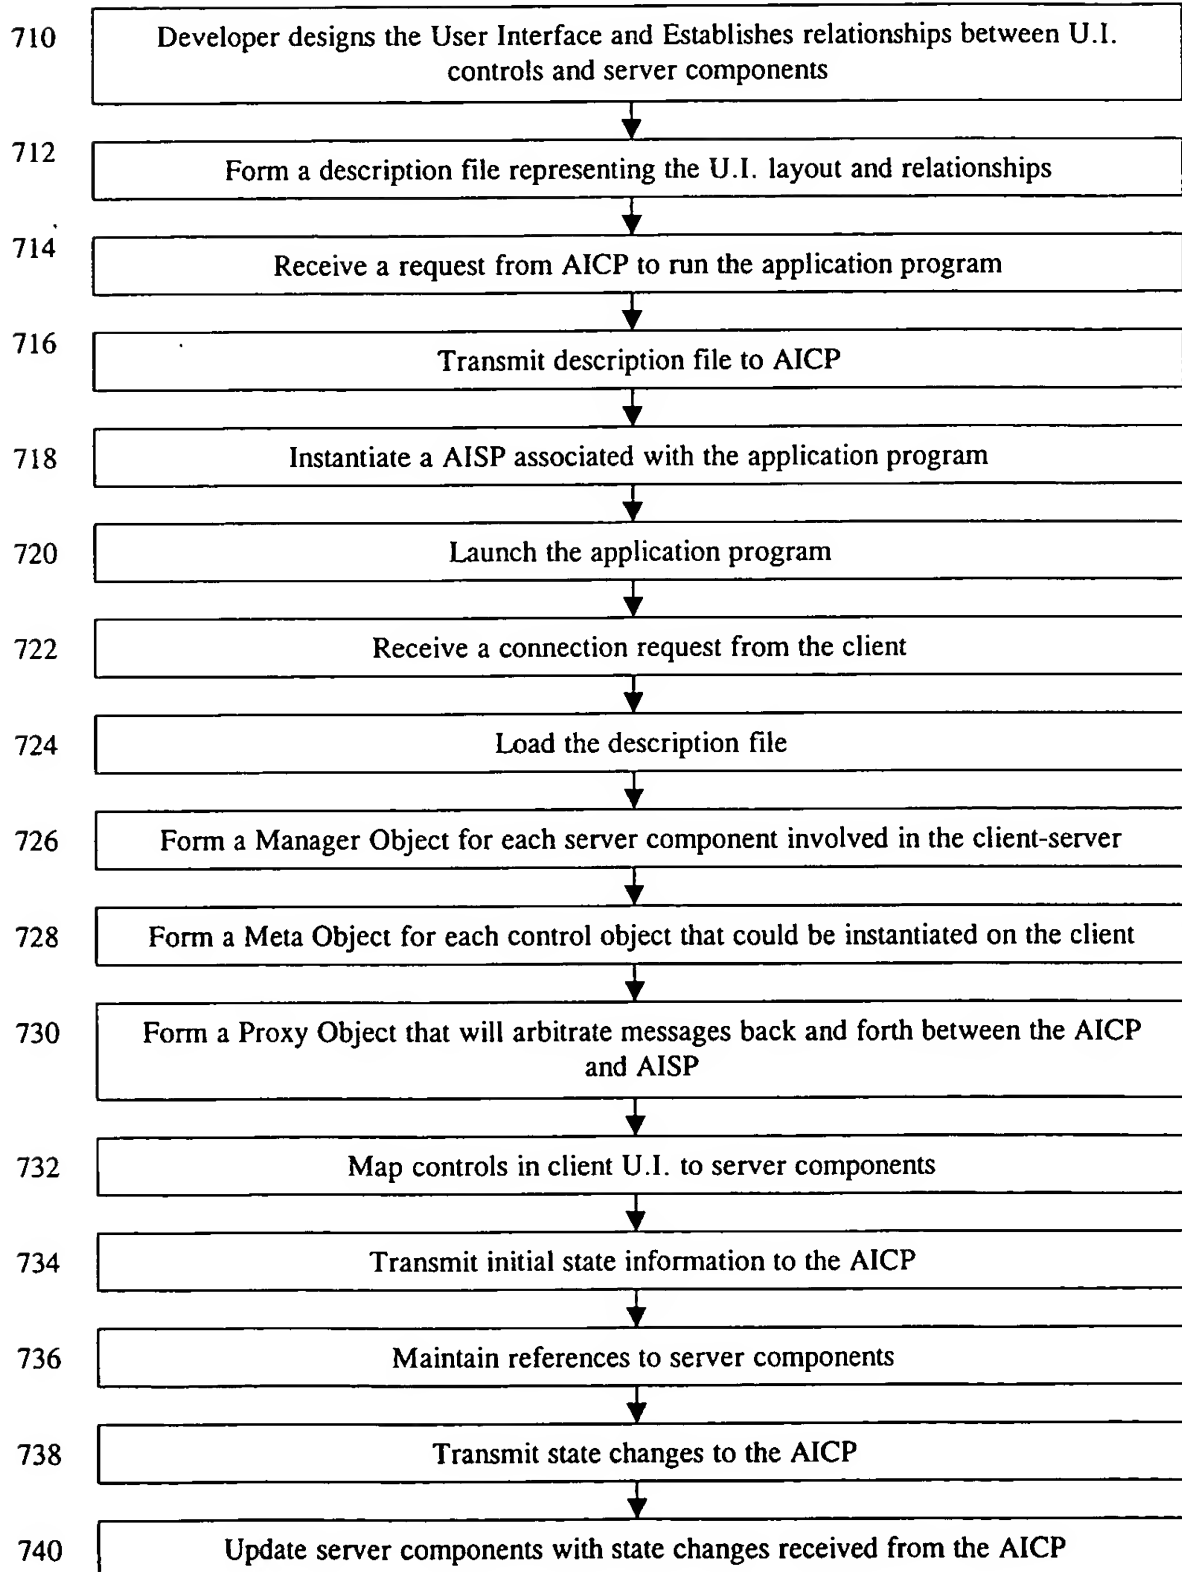 710
Developer designs the User Interface and Establishes relationships between U.I.
controls and server components
712
Form a description file representing the U.I. layout and relationships
714
Receive a request from AICP to run the application program
716
Transmit description file to AICP
718
Instantiate a AISP associated with the application program
720
Launch the application program
722
Receive a connection request from the client
724
Load the description file
726
Form a Manager Object for each server component involved in the client-server
728
Form a Meta Object for each control object that could be instantiated on the client
730
Form a Proxy Object that will arbitrate messages back and forth between the AICP
and AISP
732
Map controls in client U.I. to server components
734
Transmit initial state information to the AICP
736
Maintain references to server components
738
Transmit state changes to the AICP
740
Update server components with state changes received from the AICP